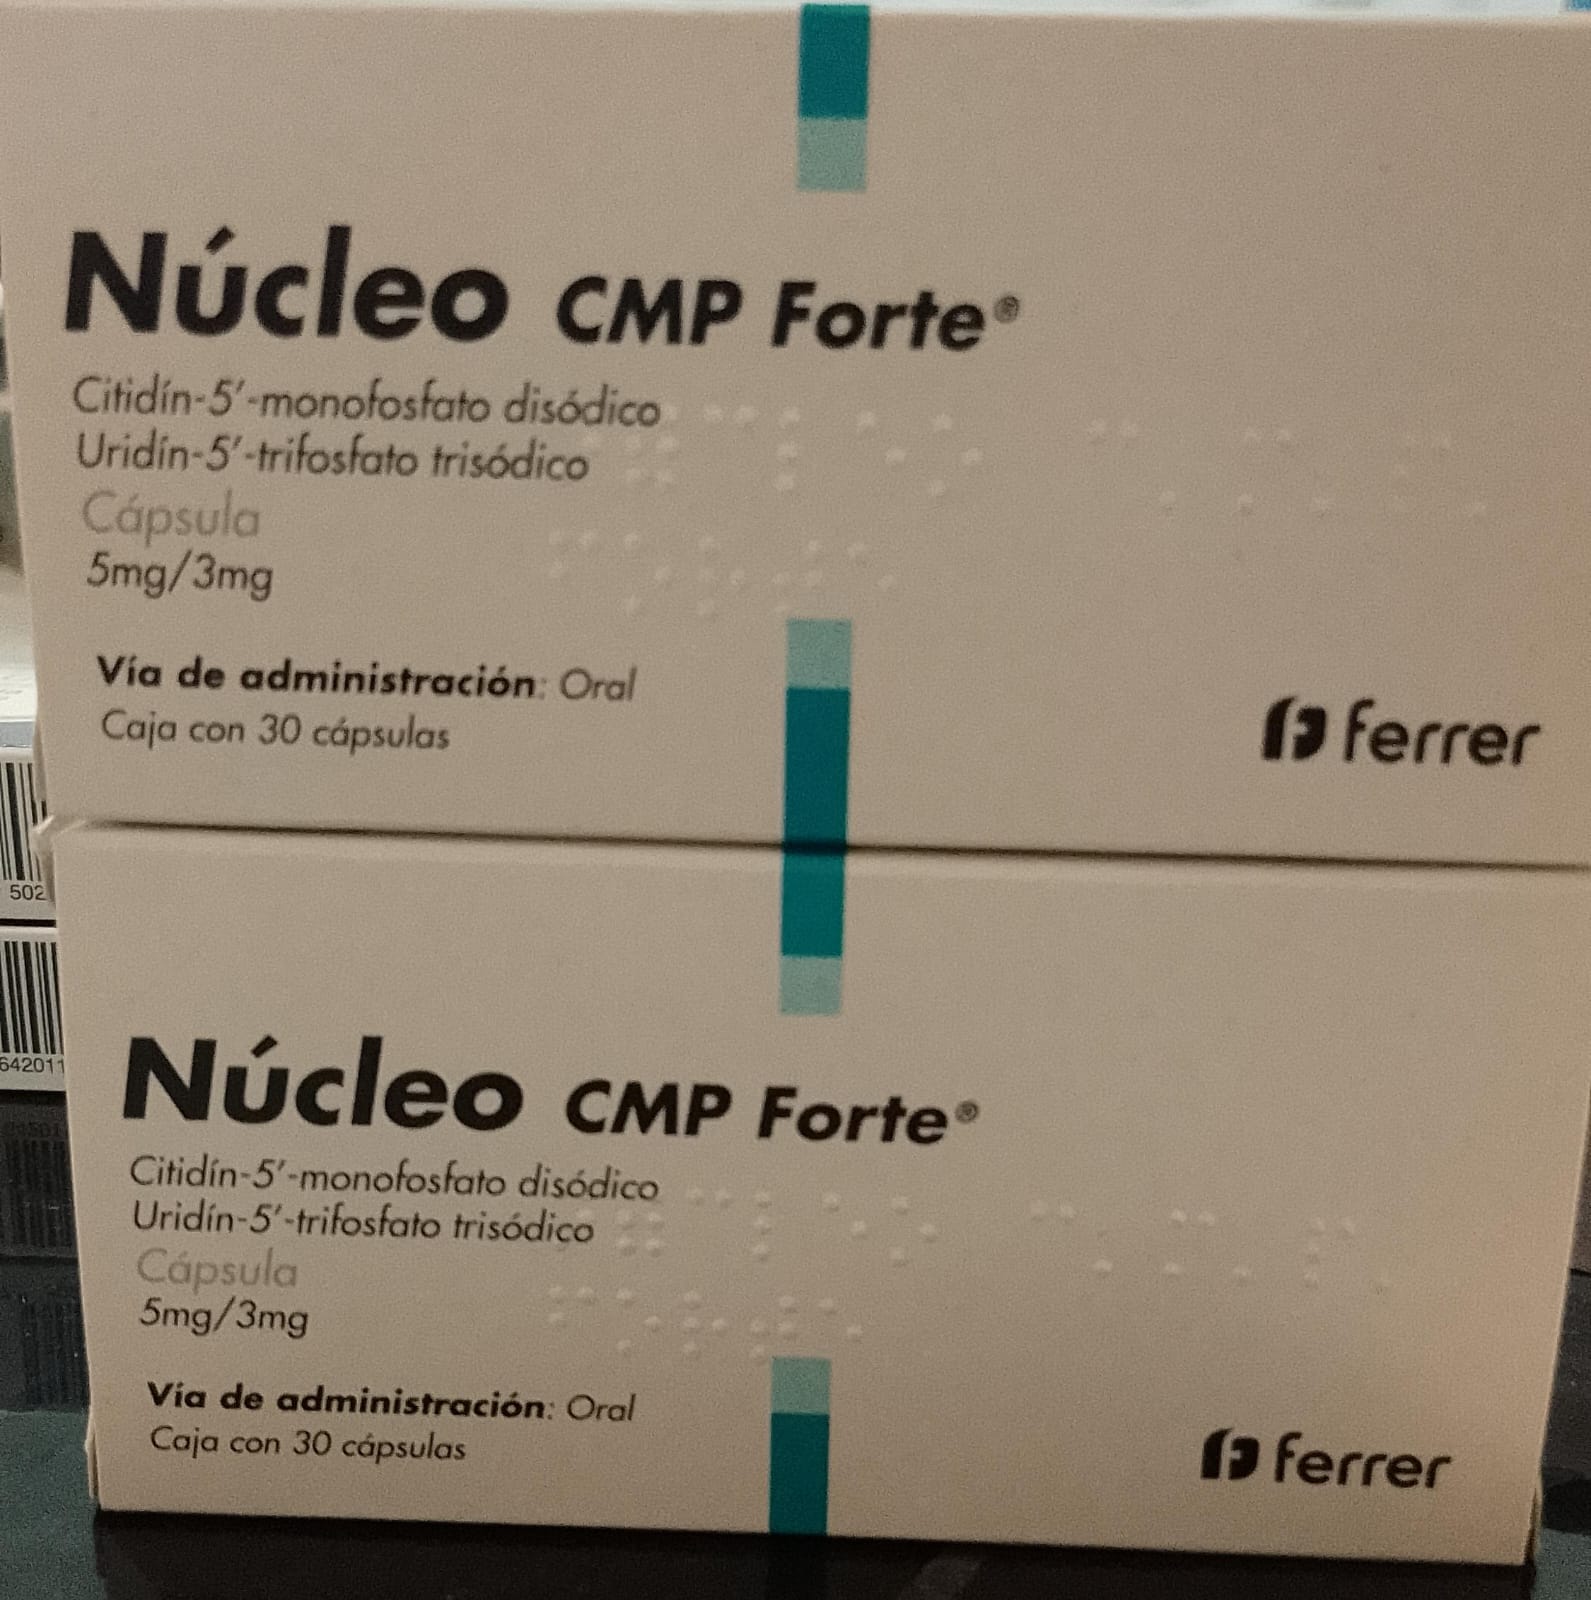 Núcleo CMP Forte®
Citidín-5'-monofosfato disódico
Uridín-5'-trifosfato trisódico
Cápsula
5mg/3mg
Vía de administración: Oral
Caja con 30 cápsulas
ferrer
502
Núcleo CMP Forte®
Citidín-5'-monofosfato disódico
Uridín-5'-trifosfato trisódico
Cápsula
5mg/3mg
Vía de administración: Oral
Caja con 30 cápsulas
ferrer
642011